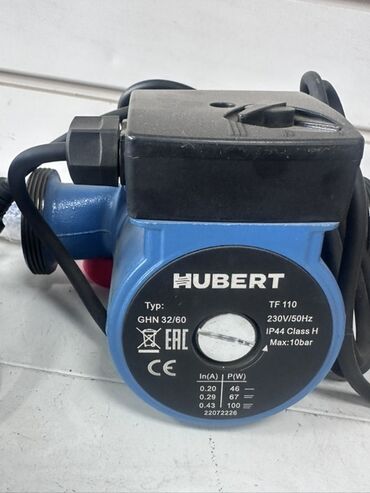 HUBERT
Typ:
GHN 32/60
TF 110
230V/50Hz
IP44 Class H
Max:10bar
EAC
CE
In(A) P(W)
0.20 46
0.29 67
0.43 100
22072226